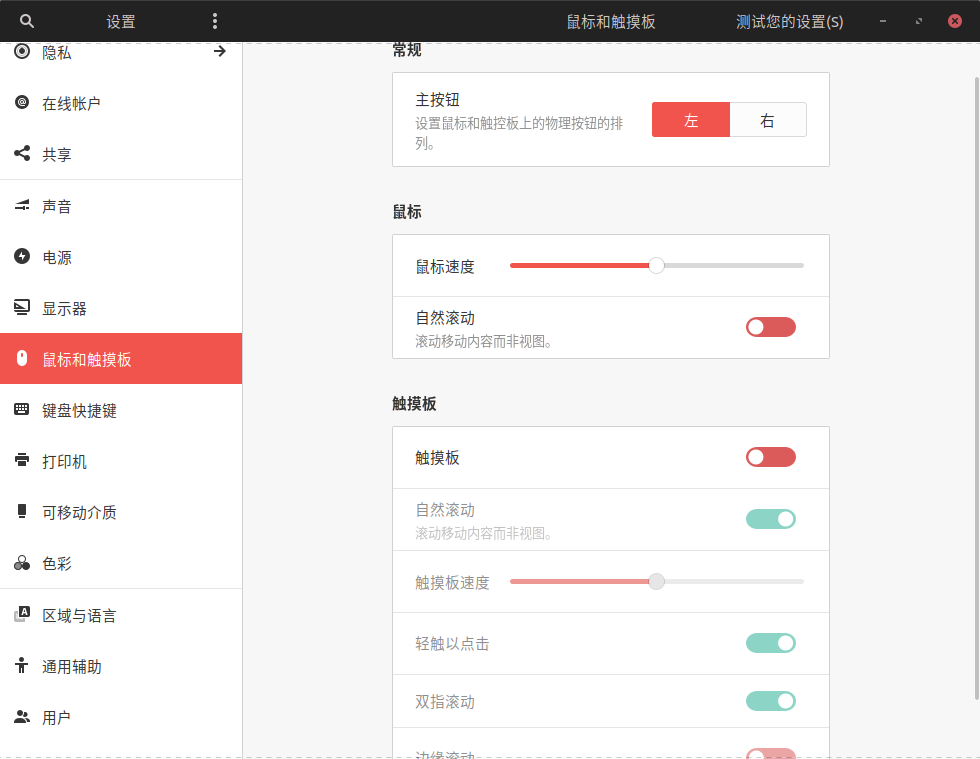 设置
鼠标和触摸板
测试您的设置(S)
隐私
在线帐户
共享
声音
电源
显示器
鼠标和触摸板
键盘快捷键
打印机
可移动介质
色彩
区域与语言
通用辅助
用户
常规
主按钮
设置鼠标和触控板上的物理按钮的排
列。
左
右
鼠标
鼠标速度
自然滚动
滚动移动内容而非视图。
触摸板
触摸板
自然滚动
滚动移动内容而非视图。
触摸板速度
轻触以点击
双指滚动
边缘滚动